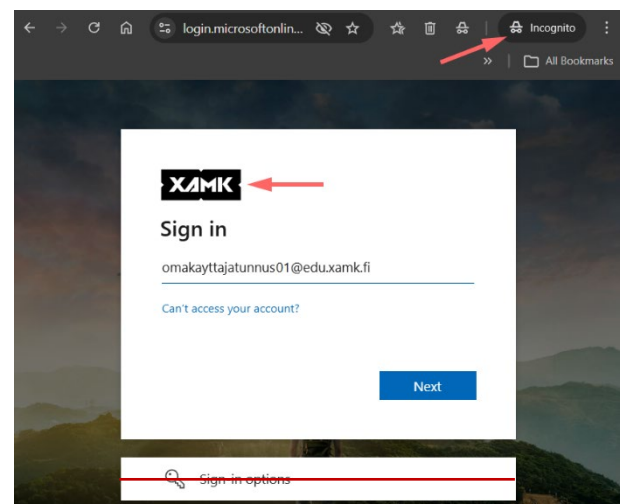 login.microsoftonlin...
Incognito
»
All Bookmarks
XAMK
Sign in
omakayttajatunnus01@edu.xamk.fi
Can't access your account?
Next
Sign-in options